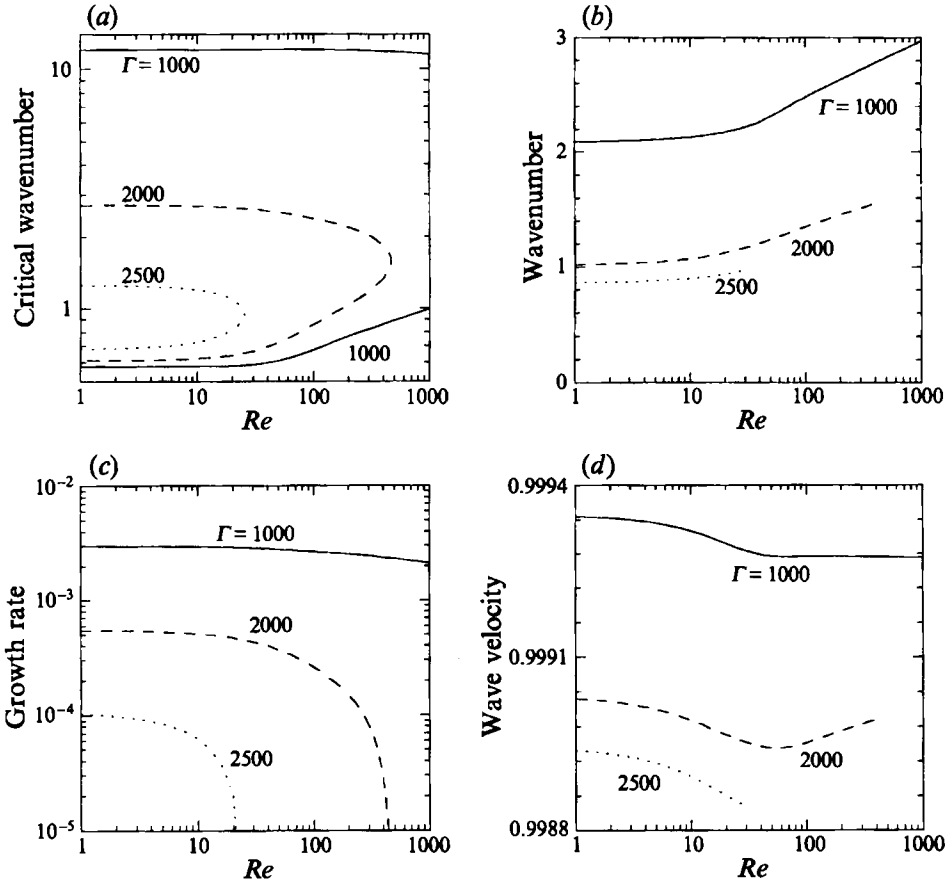 (a)
10
1
Critical wavenumber
Γ = 1000
2000
2500
1000
1 10 100 1000
Re
(b)
3
2
1
0
Wavenumber
Γ = 1000
2000
2500
1 10 100 1000
Re
(c)
10⁻²
10⁻³
10⁻⁴
10⁻⁵
Growth rate
Γ = 1000
2000
2500
1 10 100 1000
Re
(d)
0.9994
0.9991
0.9988
Wave velocity
Γ = 1000
2000
2500
1 10 100 1000
Re